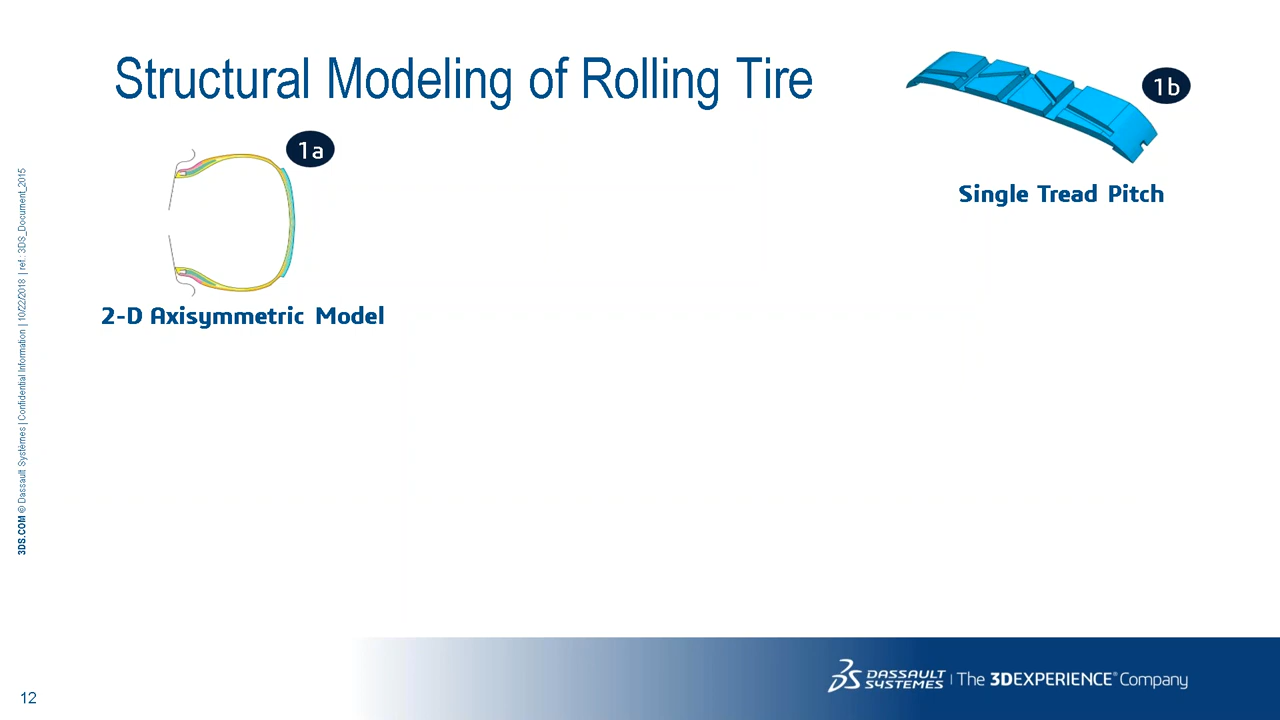 Structural Modeling of Rolling Tire
1b
1a
Single Tread Pitch
2-D Axisymmetric Model
3DS.COM © Dassault Systèmes | Confidential Information | 10/22/2018 | ref.: 3DS_Document_2015
12
DASSAULT SYSTEMES | The 3DEXPERIENCE® Company